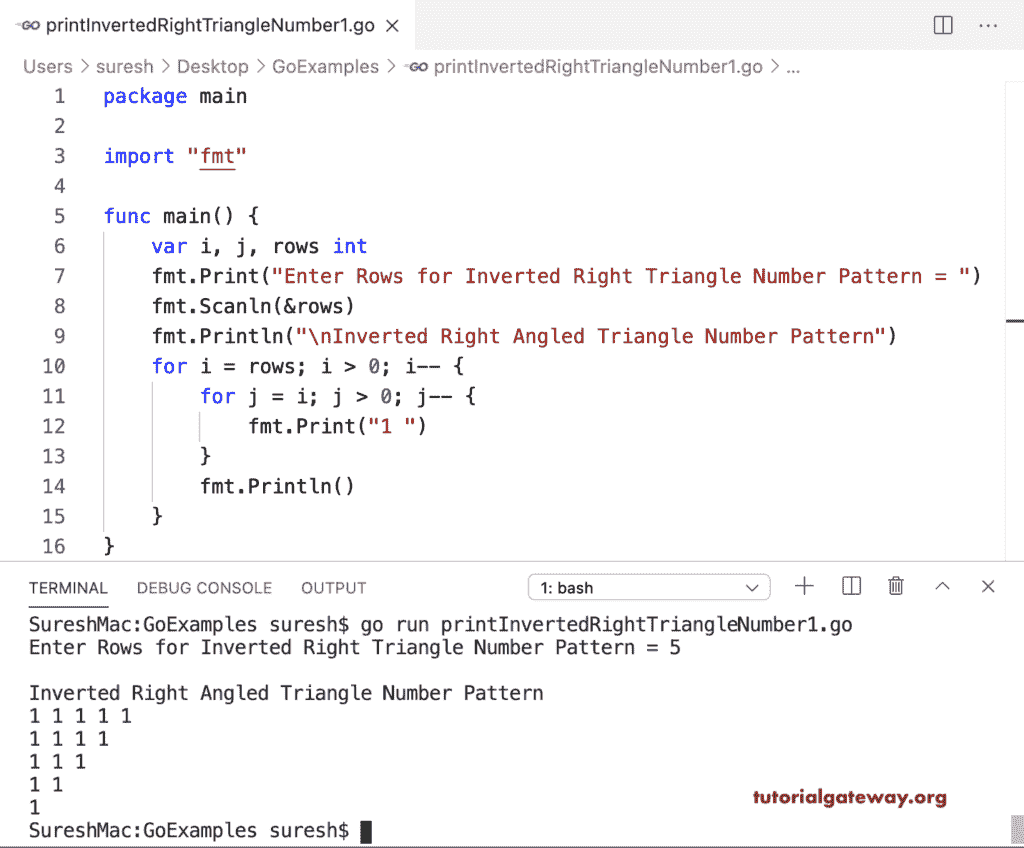 GO printInvertedRightTriangleNumber1.go ×
Users > suresh > Desktop > GoExamples > GO printInvertedRightTriangleNumber1.go > ...
1 package main
2
3 import "fmt"
4
5 func main() {
6     var i, j, rows int
7     fmt.Print("Enter Rows for Inverted Right Triangle Number Pattern = ")
8     fmt.Scanln(&rows)
9     fmt.Println("\nInverted Right Angled Triangle Number Pattern")
10     for i = rows; i > 0; i-- {
11         for j = i; j > 0; j-- {
12             fmt.Print("1 ")
13         }
14         fmt.Println()
15     }
16 }
TERMINAL DEBUG CONSOLE OUTPUT 1: bash
SureshMac:GoExamples suresh$ go run printInvertedRightTriangleNumber1.go
Enter Rows for Inverted Right Triangle Number Pattern = 5
Inverted Right Angled Triangle Number Pattern
1 1 1 1 1
1 1 1 1
1 1 1
1 1
1
SureshMac:GoExamples suresh$
tutorialgateway.org